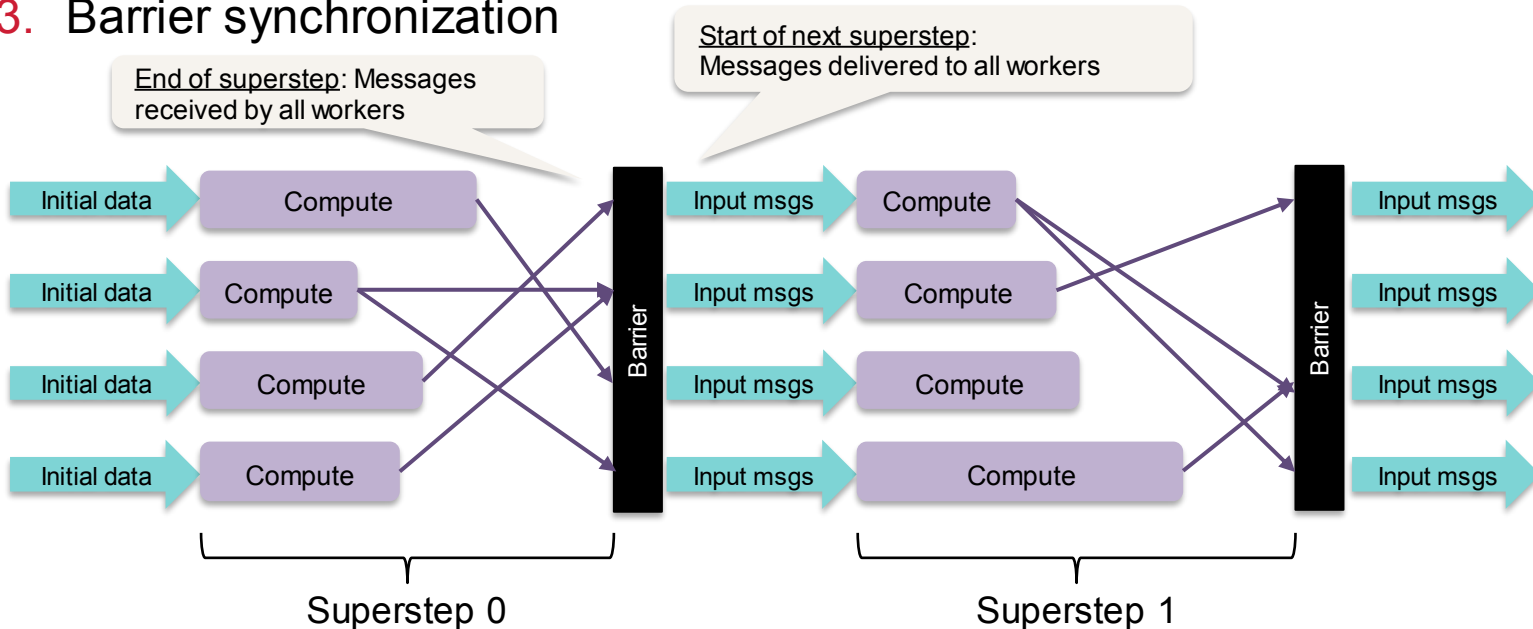 3. Barrier synchronization
End of superstep: Messages
received by all workers
Start of next superstep:
Messages delivered to all workers
Initial data
Compute
Input msgs
Compute
Input msgs
Initial data
Compute
Input msgs
Compute
Input msgs
Barrier
Barrier
Initial data
Compute
Input msgs
Compute
Input msgs
Initial data
Compute
Input msgs
Compute
Input msgs
Superstep 0
Superstep 1